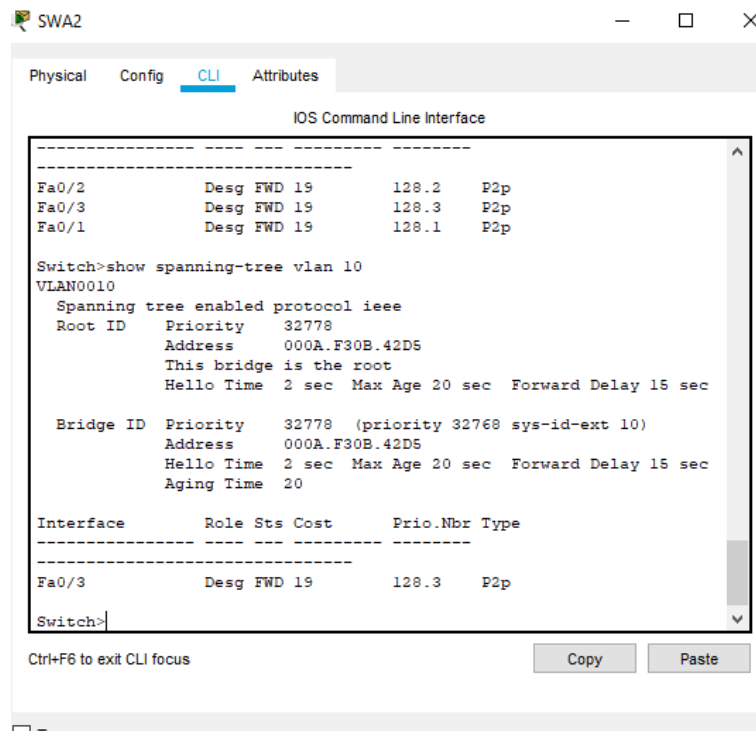 SWA2
Physical Config CLI Attributes
IOS Command Line Interface
---------------- ---- --- --------- --------
--------------------------------
Fa0/2            Desg FWD 19        128.2    P2p
Fa0/3            Desg FWD 19        128.3    P2p
Fa0/1            Desg FWD 19        128.1    P2p
Switch>show spanning-tree vlan 10
VLAN0010
  Spanning tree enabled protocol ieee
  Root ID    Priority    32778
             Address     000A.F30B.42D5
             This bridge is the root
             Hello Time  2 sec  Max Age 20 sec  Forward Delay 15 sec
  Bridge ID  Priority    32778  (priority 32768 sys-id-ext 10)
             Address     000A.F30B.42D5
             Hello Time  2 sec  Max Age 20 sec  Forward Delay 15 sec
             Aging Time  20
Interface        Role Sts Cost      Prio.Nbr Type
---------------- ---- --- --------- --------
--------------------------------
Fa0/3            Desg FWD 19        128.3    P2p
Switch>
Ctrl+F6 to exit CLI focus
Copy Paste